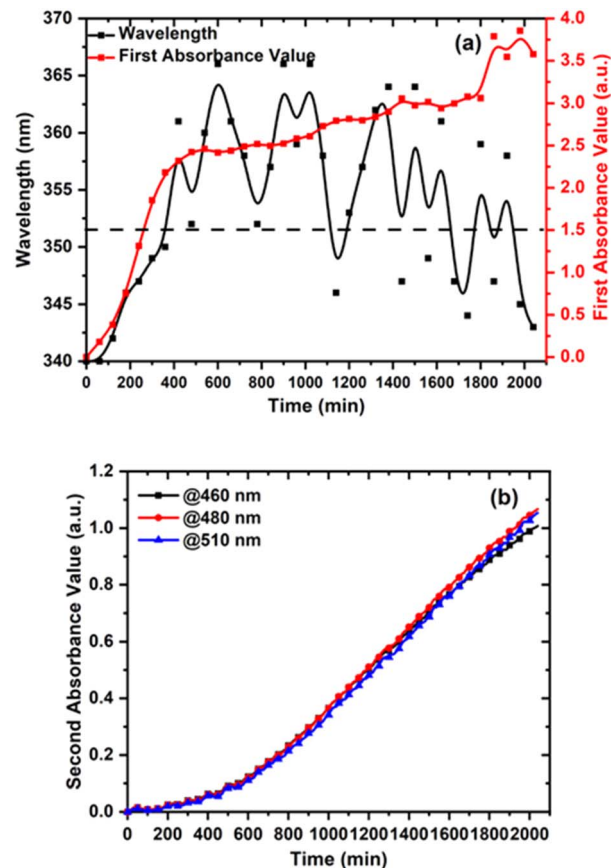 (a)
Wavelength
First Absorbance Value
Wavelength (nm)
370
365
360
355
350
345
340
First Absorbance Value (a.u.)
4.0
3.5
3.0
2.5
2.0
1.5
1.0
0.5
0.0
0 200 400 600 800 1000 1200 1400 1600 1800 2000
Time (min)
(b)
@460 nm
@480 nm
@510 nm
Second Absorbance Value (a.u.)
1.2
1.0
0.8
0.6
0.4
0.2
0.0
0 200 400 600 800 1000 1200 1400 1600 1800 2000
Time (min)